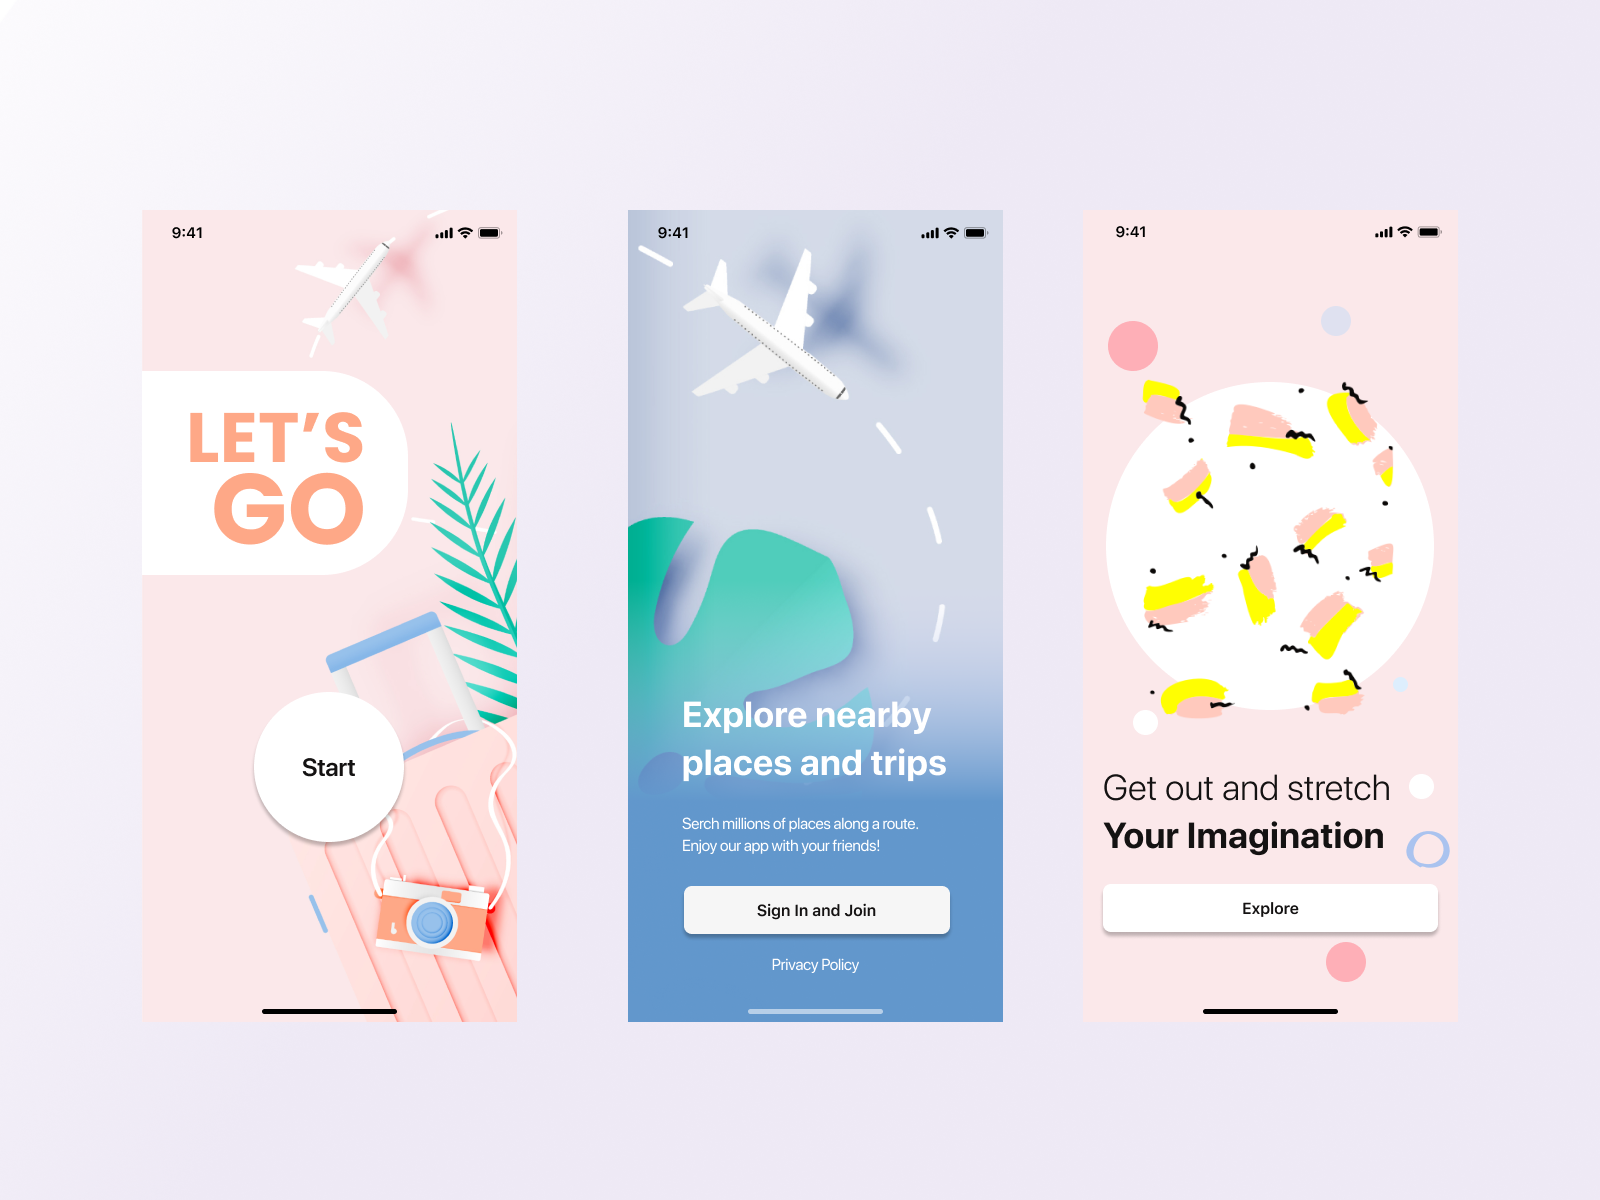 9:41
LET'S
GO
Start
9:41
Explore nearby
places and trips
Serch millions of places along a route.
Enjoy our app with your friends!
Sign In and Join
Privacy Policy
9:41
Get out and stretch
Your Imagination
Explore